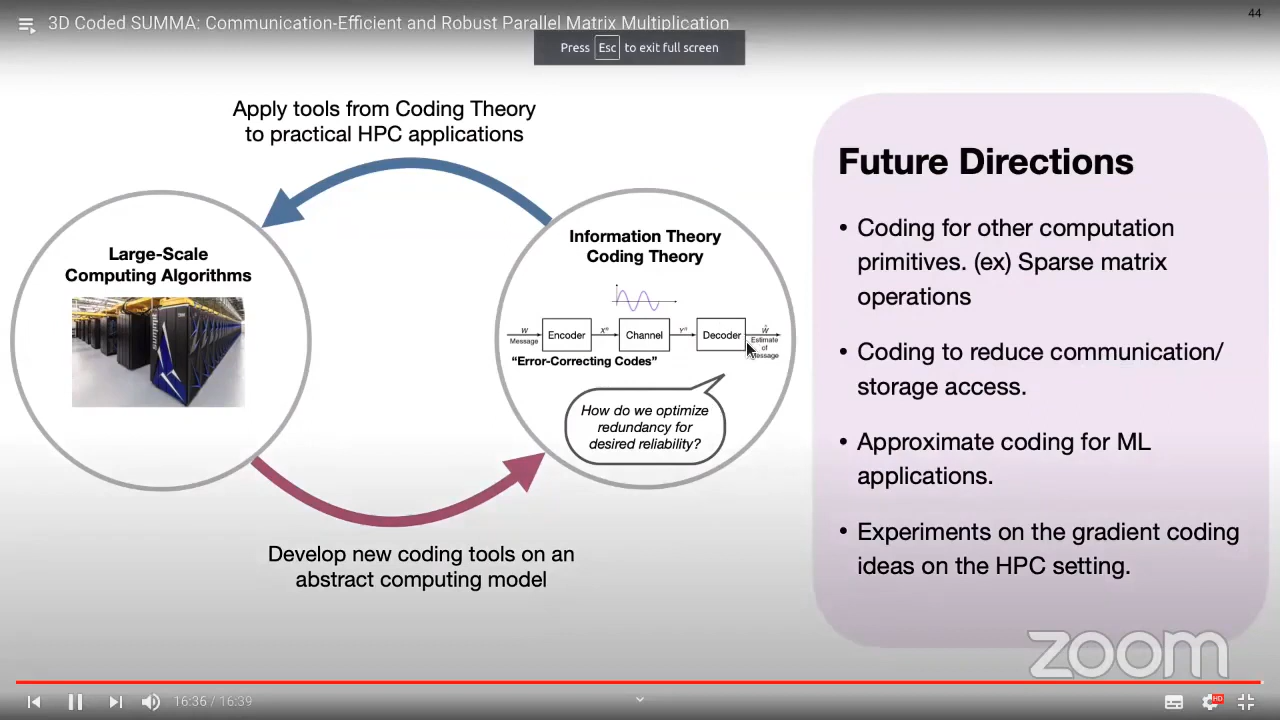 3D Coded SUMMA: Communication-Efficient and Robust Parallel Matrix Multiplication
44
Press Esc to exit full screen
Apply tools from Coding Theory
to practical HPC applications
Large-Scale
Computing Algorithms
Information Theory
Coding Theory
W
Message
Encoder
Xⁿ
Channel
Yⁿ
Decoder
Ŵ
Estimate
of
Message
“Error-Correcting Codes”
How do we optimize
redundancy for
desired reliability?
Develop new coding tools on an
abstract computing model
Future Directions
• Coding for other computation
primitives. (ex) Sparse matrix
operations
• Coding to reduce communication/
storage access.
• Approximate coding for ML
applications.
• Experiments on the gradient coding
ideas on the HPC setting.
zoom
16:36 / 16:39
HD